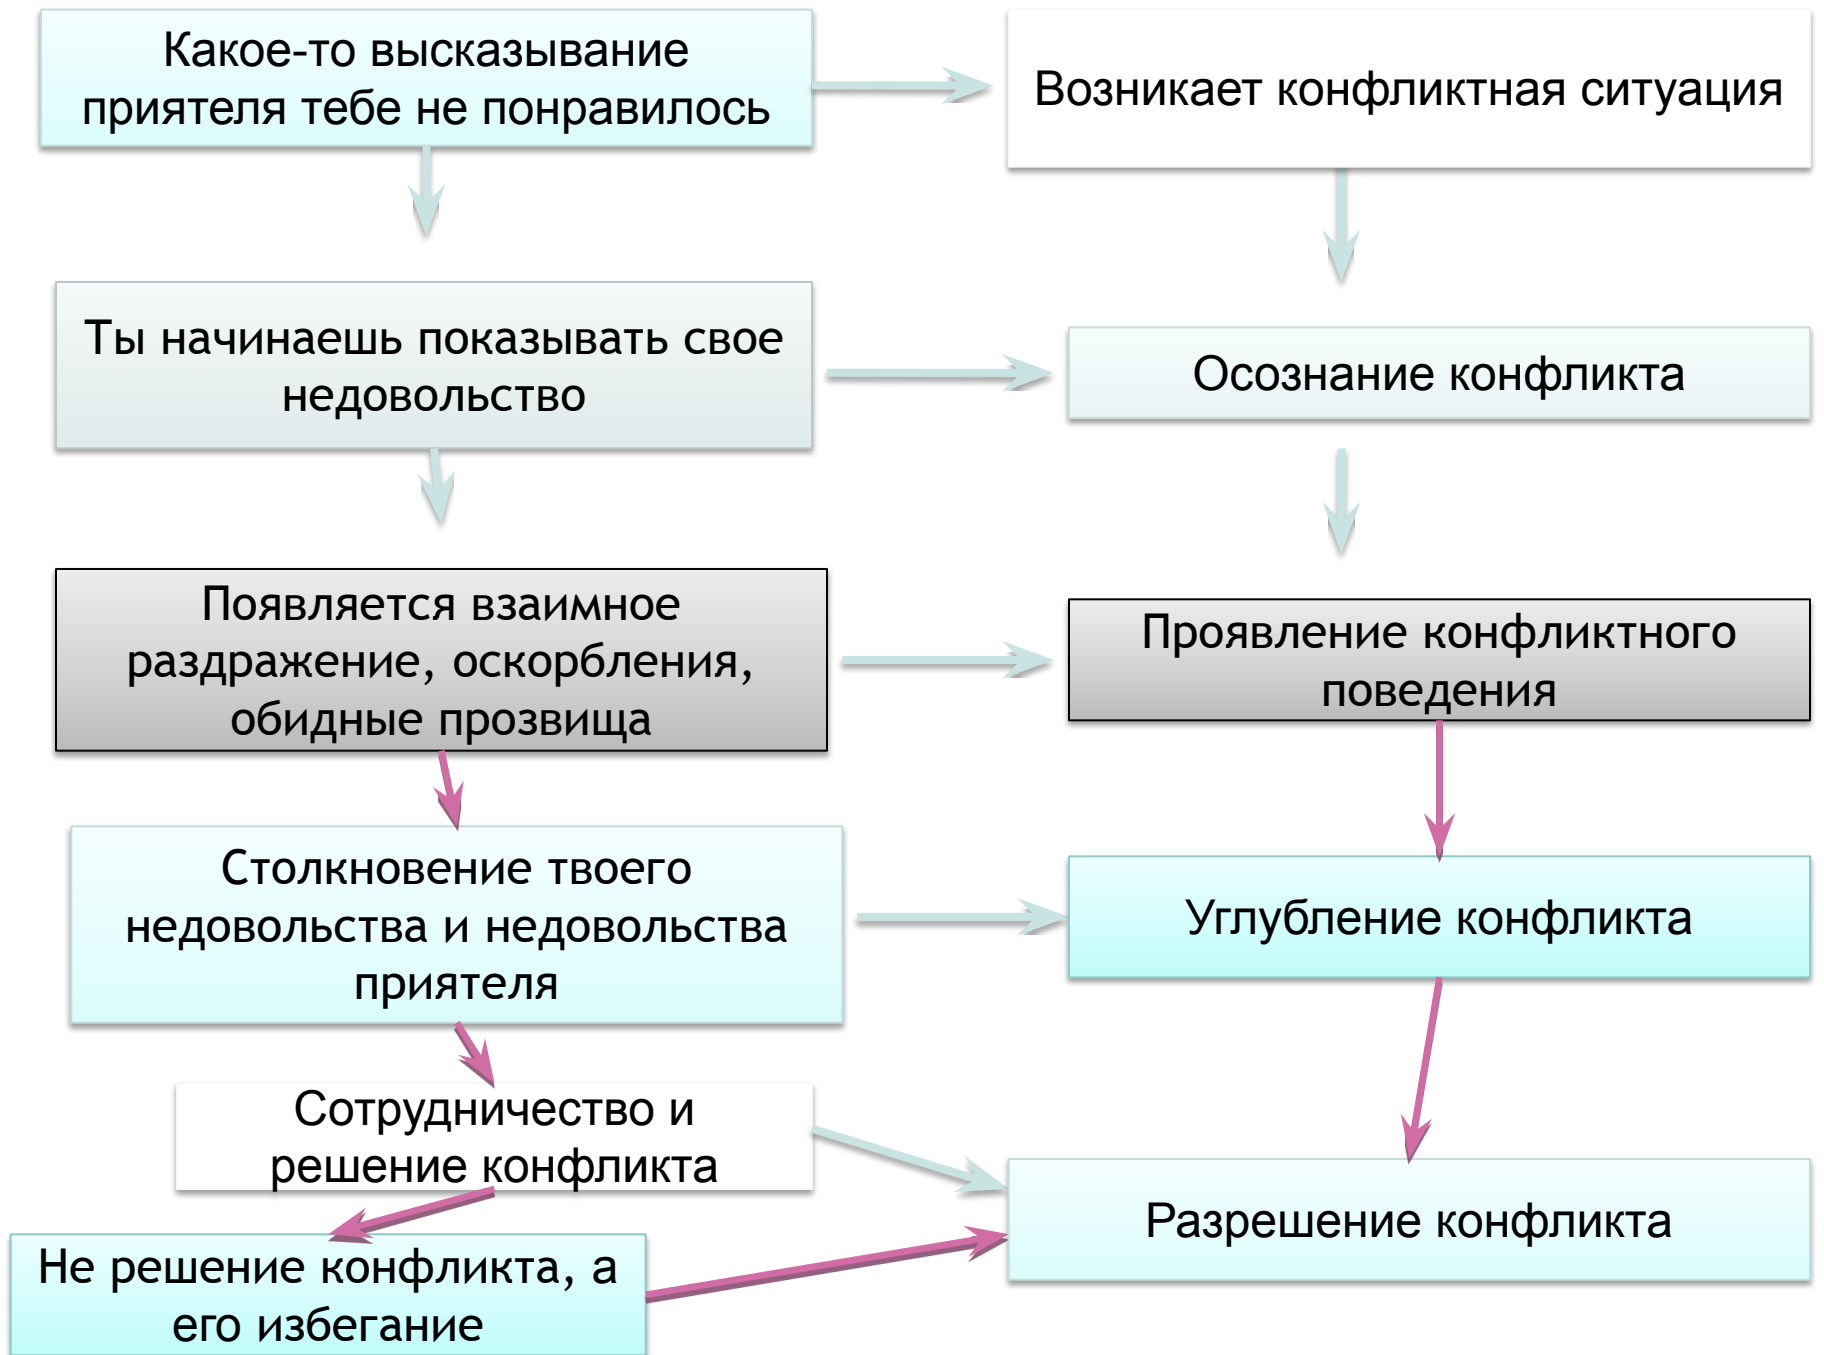 Какое-то высказывание
приятеля тебе не понравилось
Возникает конфликтная ситуация
Ты начинаешь показывать свое
недовольство
Осознание конфликта
Появляется взаимное
раздражение, оскорбления,
обидные прозвища
Проявление конфликтного
поведения
Столкновение твоего
недовольства и недовольства
приятеля
Углубление конфликта
Сотрудничество и
решение конфликта
Разрешение конфликта
Не решение конфликта, а
его избегание